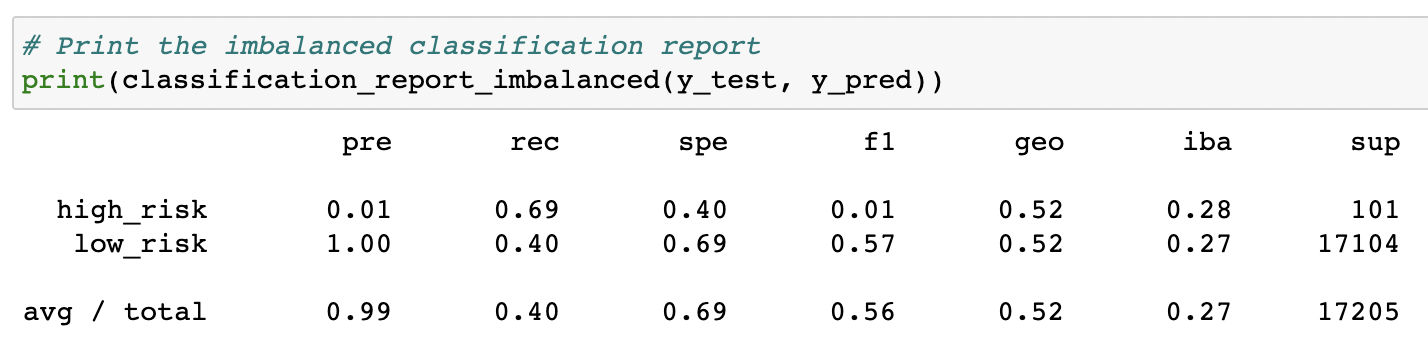 # Print the imbalanced classification report
print(classification_report_imbalanced(y_test, y_pred))
pre rec spe f1 geo iba sup
high_risk 0.01 0.69 0.40 0.01 0.52 0.28 101
low_risk 1.00 0.40 0.69 0.57 0.52 0.27 17104
avg / total 0.99 0.40 0.69 0.56 0.52 0.27 17205